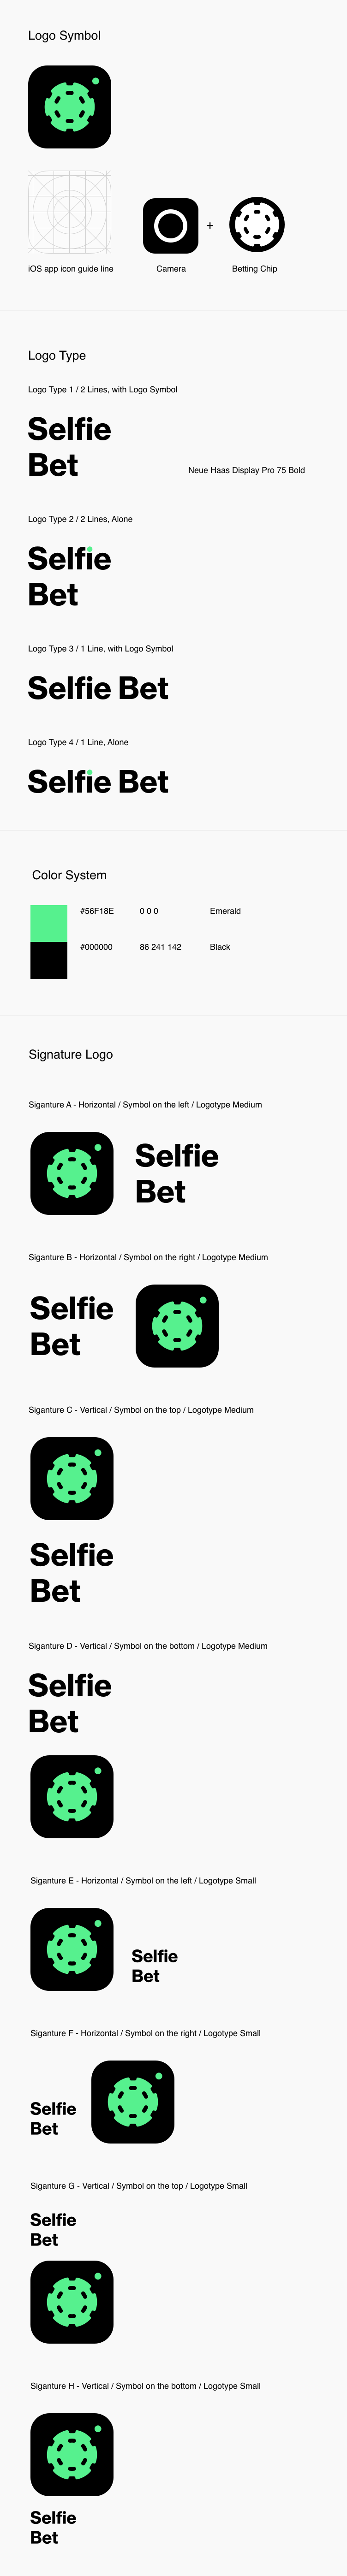 Logo Symbol
iOS app icon guide line
Camera
+
Betting Chip
Logo Type
Logo Type 1 / 2 Lines, with Logo Symbol
Selfie
Bet
Neue Haas Display Pro 75 Bold
Logo Type 2 / 2 Lines, Alone
Selfie
Bet
Logo Type 3 / 1 Line, with Logo Symbol
Selfie Bet
Logo Type 4 / 1 Line, Alone
Selfie Bet
Color System
#56F18E 0 0 0 Emerald
#000000 86 241 142 Black
Signature Logo
Siganture A - Horizontal / Symbol on the left / Logotype Medium
Selfie
Bet
Siganture B - Horizontal / Symbol on the right / Logotype Medium
Selfie
Bet
Siganture C - Vertical / Symbol on the top / Logotype Medium
Selfie
Bet
Siganture D - Vertical / Symbol on the bottom / Logotype Medium
Selfie
Bet
Siganture E - Horizontal / Symbol on the left / Logotype Small
Selfie
Bet
Siganture F - Horizontal / Symbol on the right / Logotype Small
Selfie
Bet
Siganture G - Vertical / Symbol on the top / Logotype Small
Selfie
Bet
Siganture H - Vertical / Symbol on the bottom / Logotype Small
Selfie
Bet